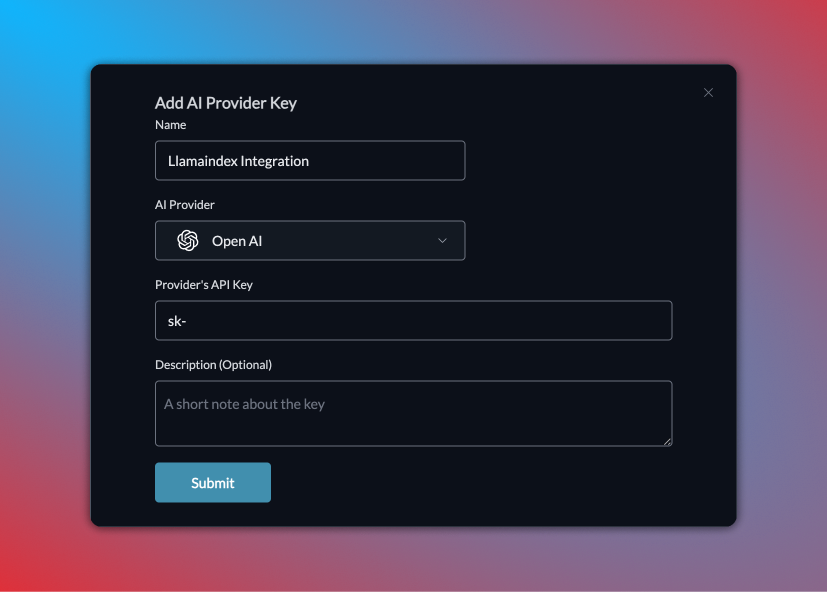 Add AI Provider Key
Name
Llamaindex Integration
AI Provider
Open AI
Provider's API Key
sk-
Description (Optional)
A short note about the key
Submit